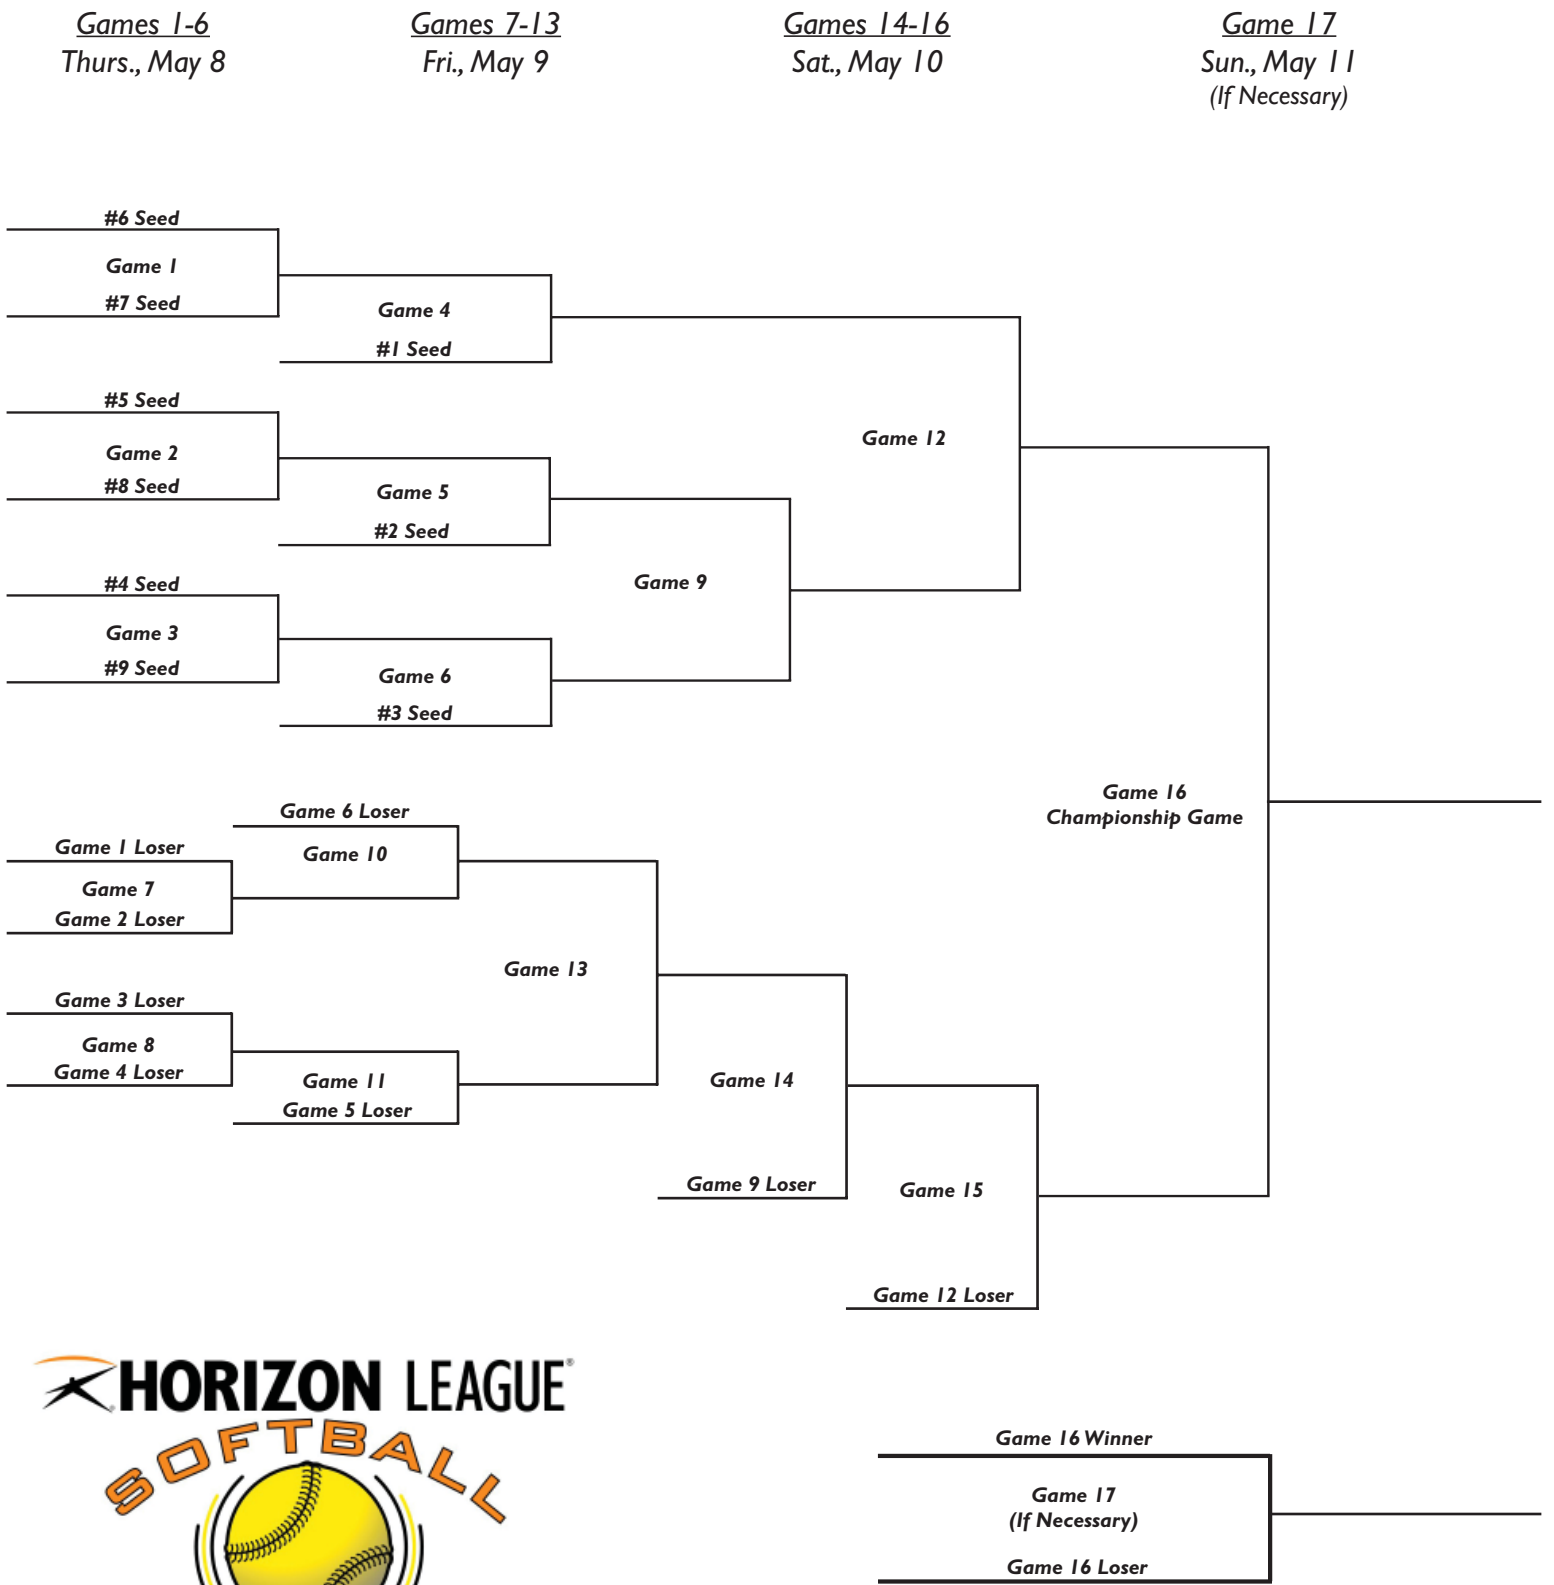 Games 1-6
Thurs., May 8
Games 7-13
Fri., May 9
Games 14-16
Sat., May 10
Game 17
Sun., May 11
(If Necessary)
#6 Seed
Game 1
#7 Seed
Game 4
#1 Seed
#5 Seed
Game 2
#8 Seed
Game 5
#2 Seed
#4 Seed
Game 3
#9 Seed
Game 6
#3 Seed
Game 9
Game 12
Game 16
Championship Game
Game 6 Loser
Game 10
Game 1 Loser
Game 7
Game 2 Loser
Game 3 Loser
Game 8
Game 4 Loser
Game 11
Game 5 Loser
Game 13
Game 14
Game 9 Loser
Game 15
Game 12 Loser
HORIZON LEAGUE®
SOFTBALL
Game 16 Winner
Game 17
(If Necessary)
Game 16 Loser